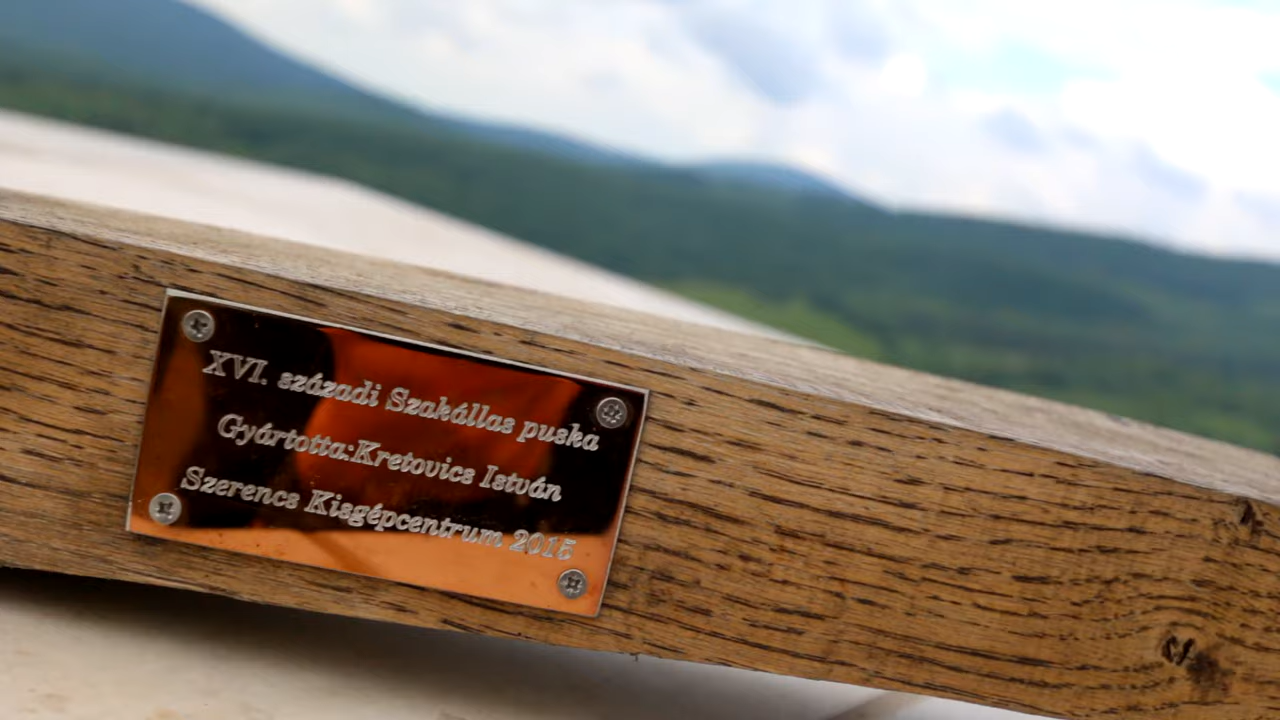 XVI. századi Szakállas puska
Gyártotta:Kretovics István
Szerencs Kisgépcentrum 2015